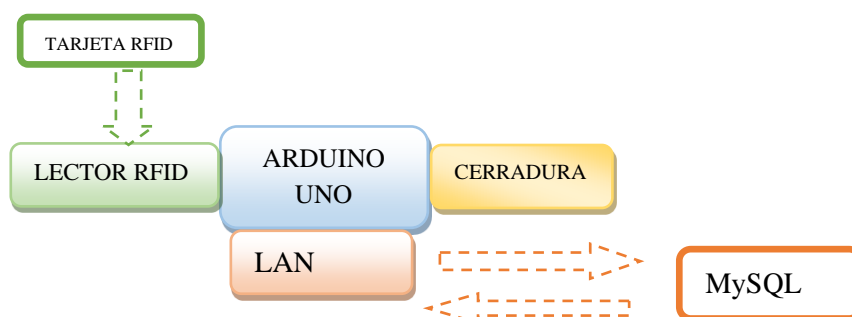 TARJETA RFID
LECTOR RFID
ARDUINO
UNO
CERRADURA
LAN
MySQL